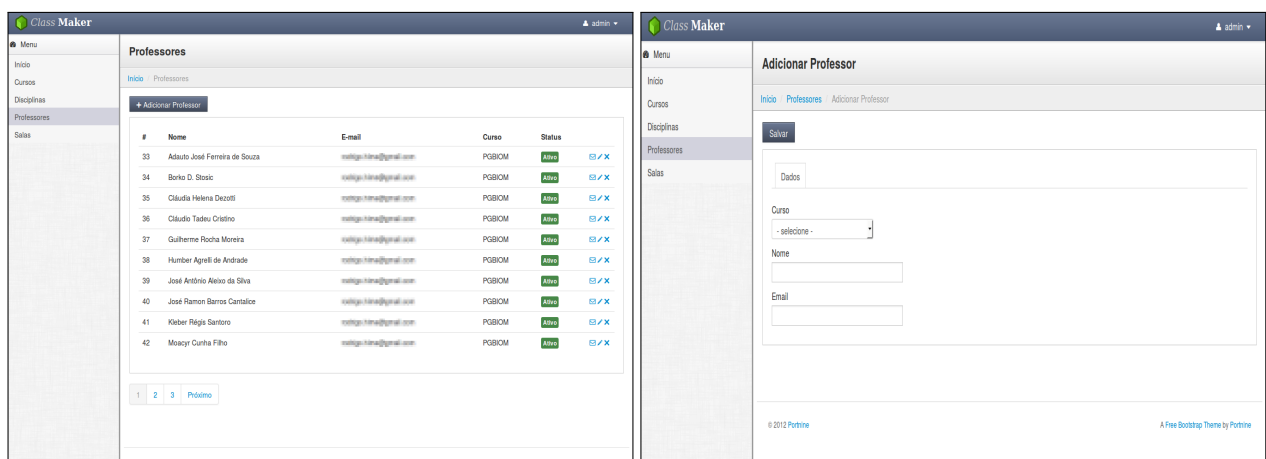 Class Maker
admin
Menu
Início
Cursos
Disciplinas
Professores
Salas
Professores
Início / Professores
+ Adicionar Professor
# Nome E-mail Curso Status
33 Adauto José Ferreira de Souza PGBIOM Ativo
34 Borko D. Stosic PGBIOM Ativo
35 Cláudia Helena Dezotti PGBIOM Ativo
36 Cláudio Tadeu Cristino PGBIOM Ativo
37 Guilherme Rocha Moreira PGBIOM Ativo
38 Humber Agrelli de Andrade PGBIOM Ativo
39 José Antônio Aleixo da Silva PGBIOM Ativo
40 José Ramon Barros Cantalice PGBIOM Ativo
41 Kleber Régis Santoro PGBIOM Ativo
42 Moacyr Cunha Filho PGBIOM Ativo
1 2 3 Próximo
Class Maker
admin
Menu
Início
Cursos
Disciplinas
Professores
Salas
Adicionar Professor
Início / Professores / Adicionar Professor
Salvar
Dados
Curso
- selecione -
Nome
Email
© 2012 Portnine
A Free Bootstrap Theme by Portnine